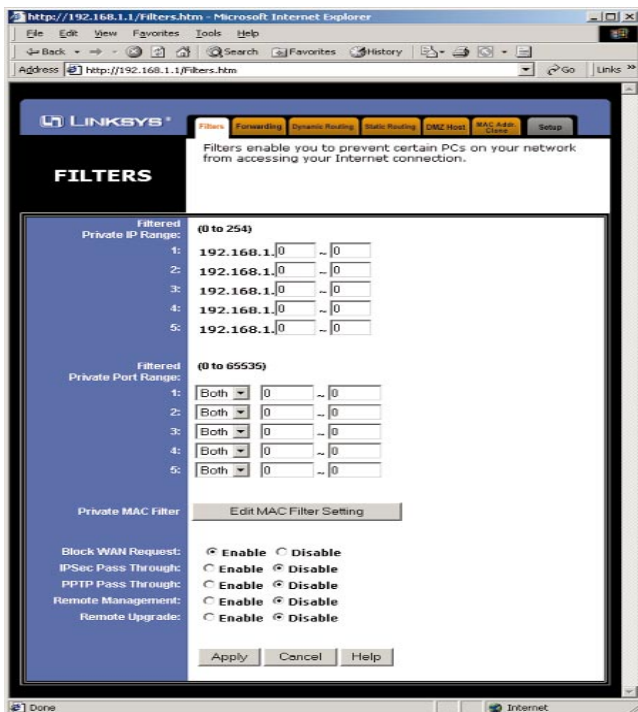 http://192.168.1.1/Filters.htm - Microsoft Internet Explorer
File Edit View Favorites Tools Help
Back Search Favorites History
Address http://192.168.1.1/Filters.htm Go Links »
LINKSYS®
Filters Forwarding Dynamic Routing Static Routing DMZ Host MAC Addr. Clone Setup
FILTERS
Filters enable you to prevent certain PCs on your network
from accessing your Internet connection.
Filtered
Private IP Range: (0 to 254)
1: 192.168.1.0 ~ 0
2: 192.168.1.0 ~ 0
3: 192.168.1.0 ~ 0
4: 192.168.1.0 ~ 0
5: 192.168.1.0 ~ 0
Filtered
Private Port Range: (0 to 65535)
1: Both 0 ~ 0
2: Both 0 ~ 0
3: Both 0 ~ 0
4: Both 0 ~ 0
5: Both 0 ~ 0
Private MAC Filter Edit MAC Filter Setting
Block WAN Request: Enable Disable
IPSec Pass Through: Enable Disable
PPTP Pass Through: Enable Disable
Remote Management: Enable Disable
Remote Upgrade: Enable Disable
Apply Cancel Help
Done Internet